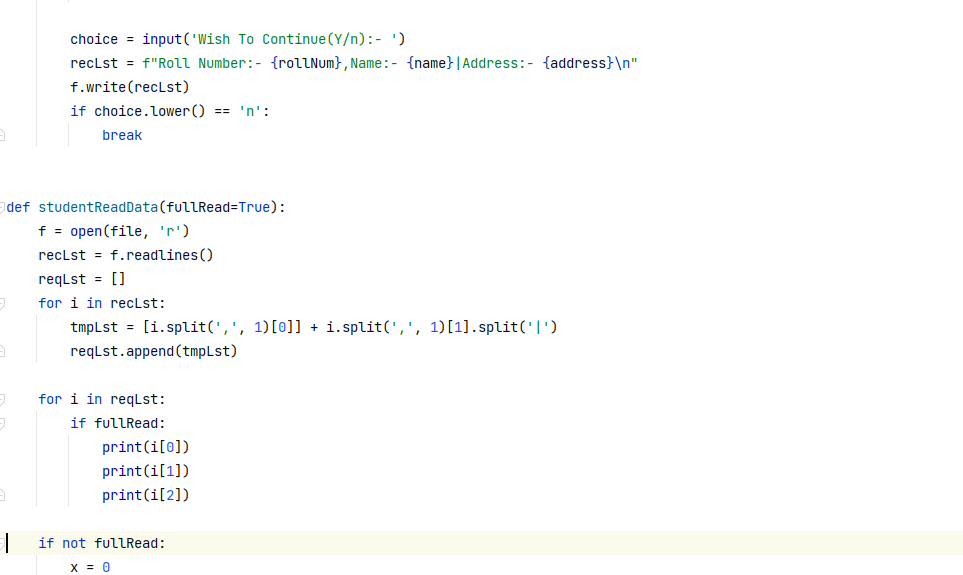 choice = input('Wish To Continue(Y/n):- ')
recLst = f"Roll Number:- {rollNum},Name:- {name}|Address:- {address}\n"
f.write(recLst)
if choice.lower() == 'n':
break
def studentReadData(fullRead=True):
f = open(file, 'r')
recLst = f.readlines()
reqLst = []
for i in recLst:
tmpLst = [i.split(',', 1)[0]] + i.split(',', 1)[1].split('|')
reqLst.append(tmpLst)
for i in reqLst:
if fullRead:
print(i[0])
print(i[1])
print(i[2])
if not fullRead:
x = 0